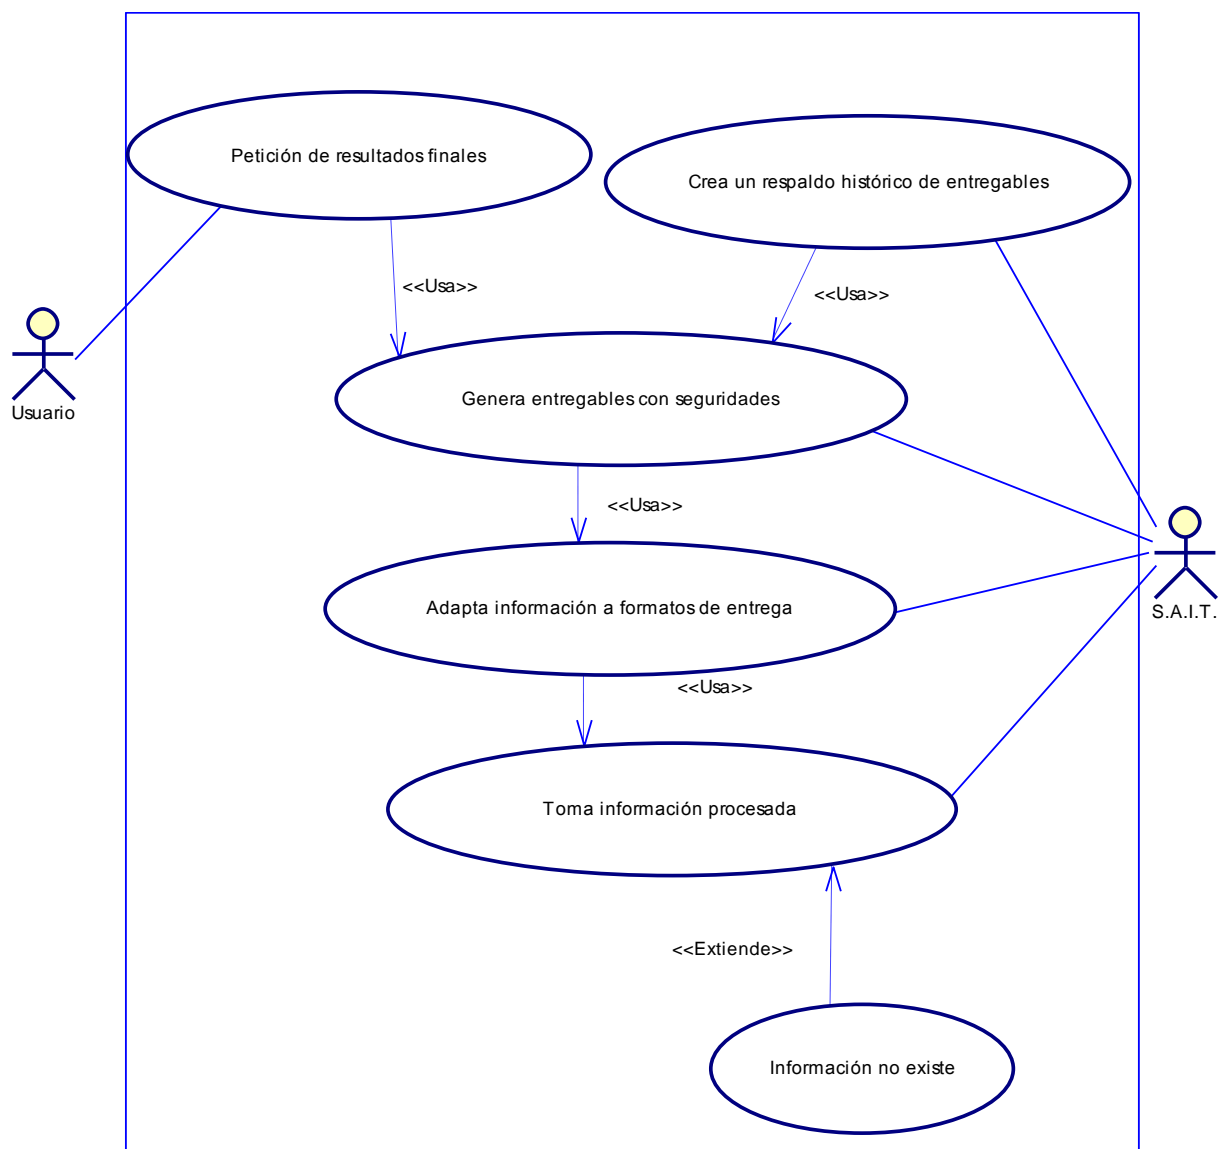 Petición de resultados finales
Crea un respaldo histórico de entregables
<<Usa>>
<<Usa>>
Usuario
Genera entregables con seguridades
<<Usa>>
Adapta información a formatos de entrega
S.A.I.T.
<<Usa>>
Toma información procesada
<<Extiende>>
Información no existe